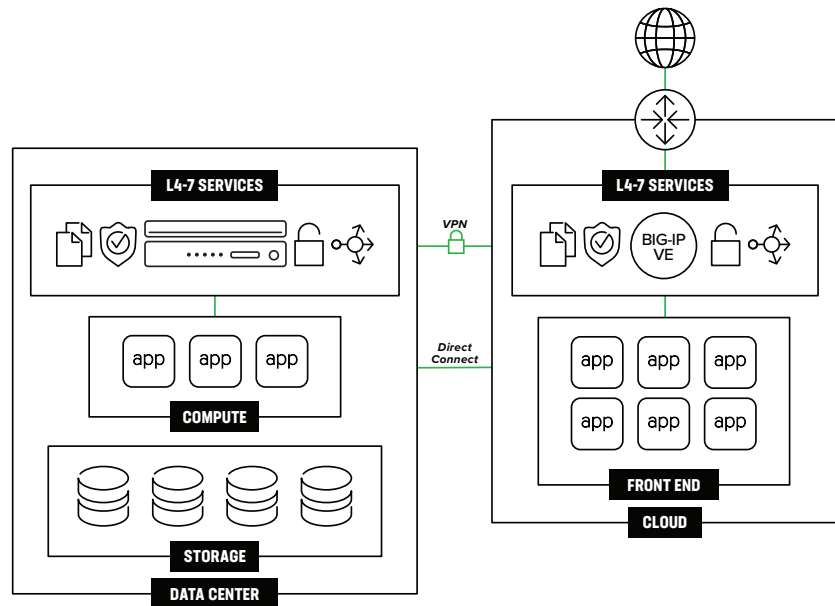 L4-7 SERVICES
app app app
COMPUTE
STORAGE
DATA CENTER
VPN
Direct
Connect
L4-7 SERVICES
BIG-IP
VE
app app app
app app app
FRONT END
CLOUD